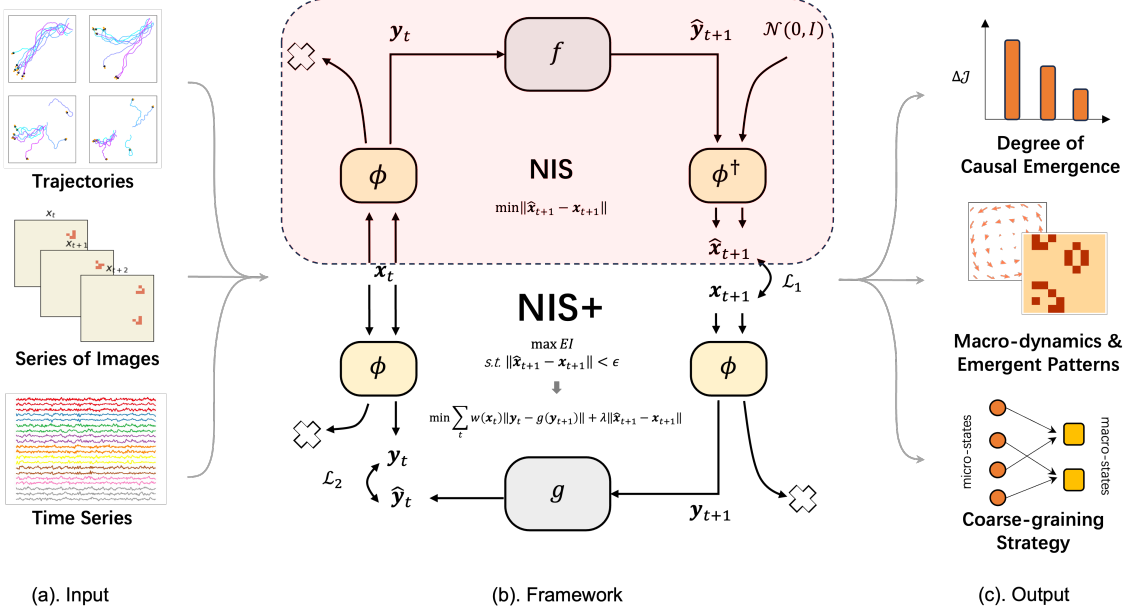 Trajectories
x_t
x_{t+1}
x_{t+2}
Series of Images
Time Series
(a). Input
y_t
f
ŷ_{t+1}
𝒩(0, I)
ϕ
NIS
min‖x̂_{t+1} − x_{t+1}‖
ϕ†
x̂_{t+1}
x_t
ℒ_1
x_{t+1}
NIS+
max EI
s.t. ‖x̂_{t+1} − x_{t+1}‖ < ϵ
ϕ
ϕ
min ∑_t w(x_t)‖y_t − g(y_{t+1})‖ + λ‖x̂_{t+1} − x_{t+1}‖
y_t
ℒ_2
ŷ_t
g
y_{t+1}
(b). Framework
Δ𝒥
Degree of
Causal Emergence
Macro-dynamics &
Emergent Patterns
micro-states
macro-states
Coarse-graining
Strategy
(c). Output